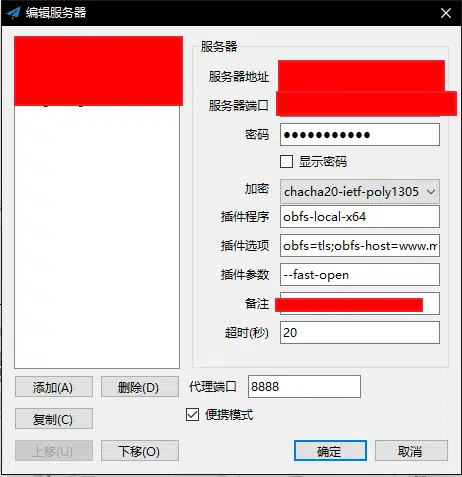 编辑服务器
服务器
服务器地址
服务器端口
密码 ●●●●●●●●●●●
显示密码
加密 chacha20-ietf-poly1305
插件程序 obfs-local-x64
插件选项 obfs=tls;obfs-host=www.m
插件参数 --fast-open
备注
超时(秒) 20
添加(A) 删除(D) 代理端口 8888
复制(C) 便携模式
上移(U) 下移(O) 确定 取消